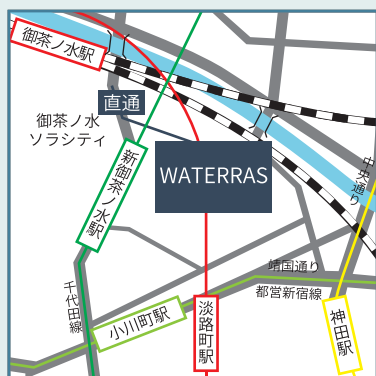 御茶ノ水駅
直通
御茶ノ水
ソラシティ
新御茶ノ水駅
WATERRAS
中央通り
靖国通り
都営新宿線
千代田線
小川町駅
淡路町駅
神田駅